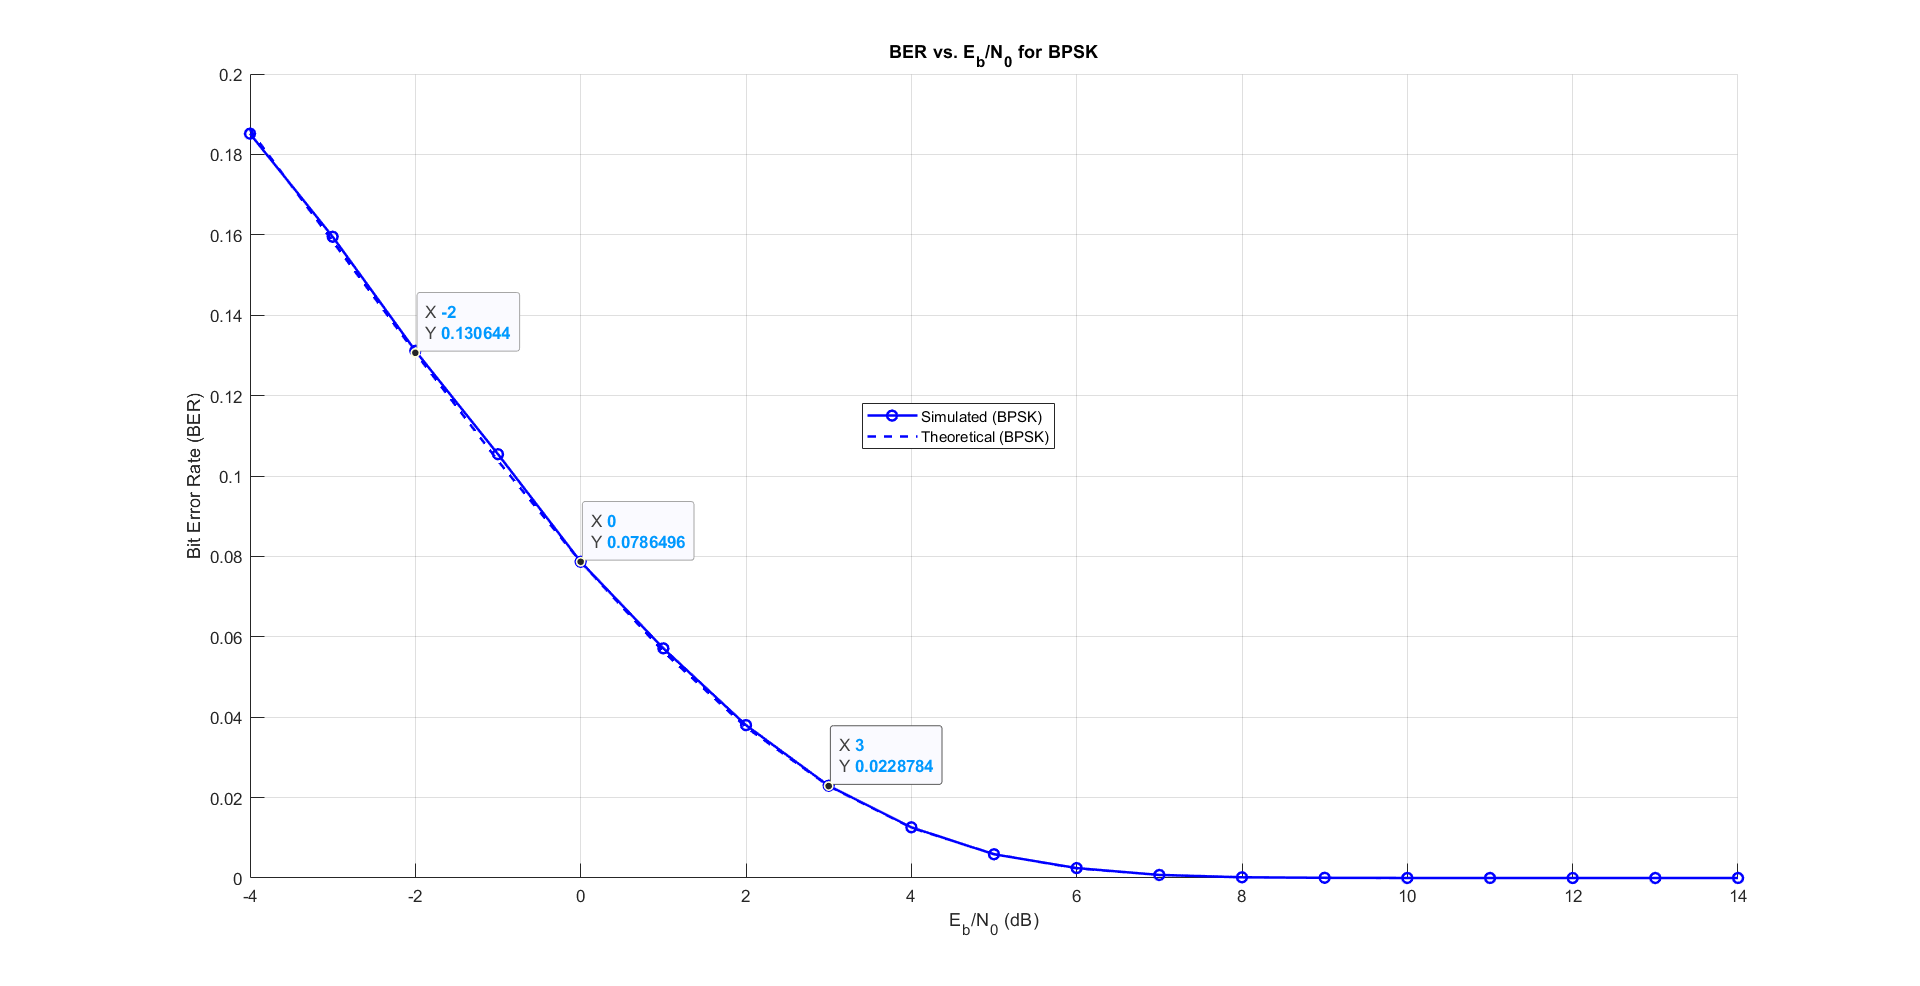 BER vs. Eb/N0 for BPSK
0.2
0.18
0.16
0.14
0.12
0.1
0.08
0.06
0.04
0.02
0
Bit Error Rate (BER)
X -2
Y 0.130644
X 0
Y 0.0786496
X 3
Y 0.0228784
Simulated (BPSK)
Theoretical (BPSK)
-4 -2 0 2 4 6 8 10 12 14
Eb/N0 (dB)